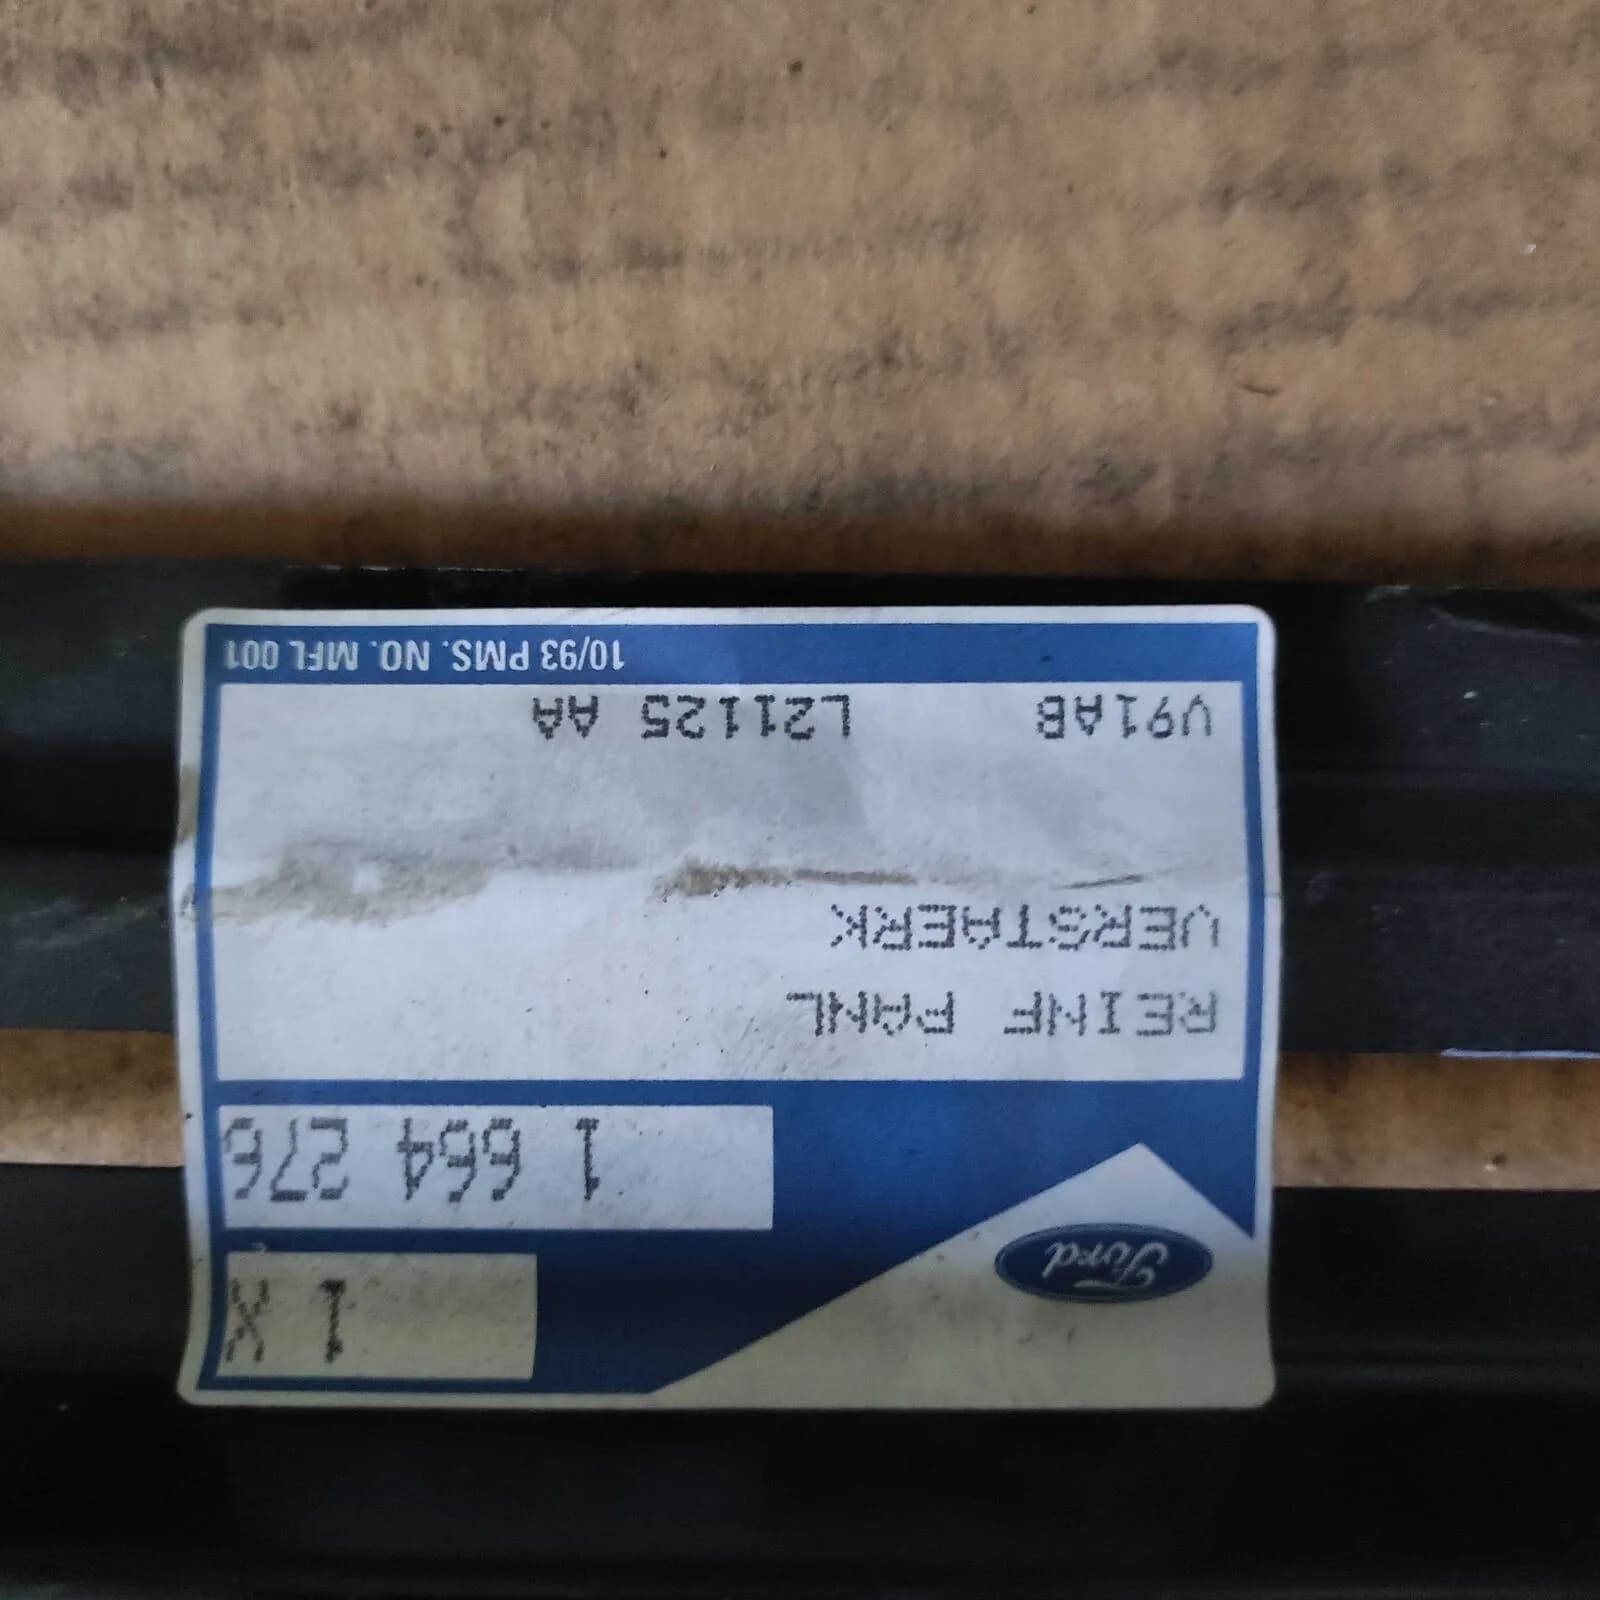 1 X
Ford
1 664 276
REINF PANL
VERSTAERK
V91AB L21125 AA
10/93 PMS. NO. MFL 001